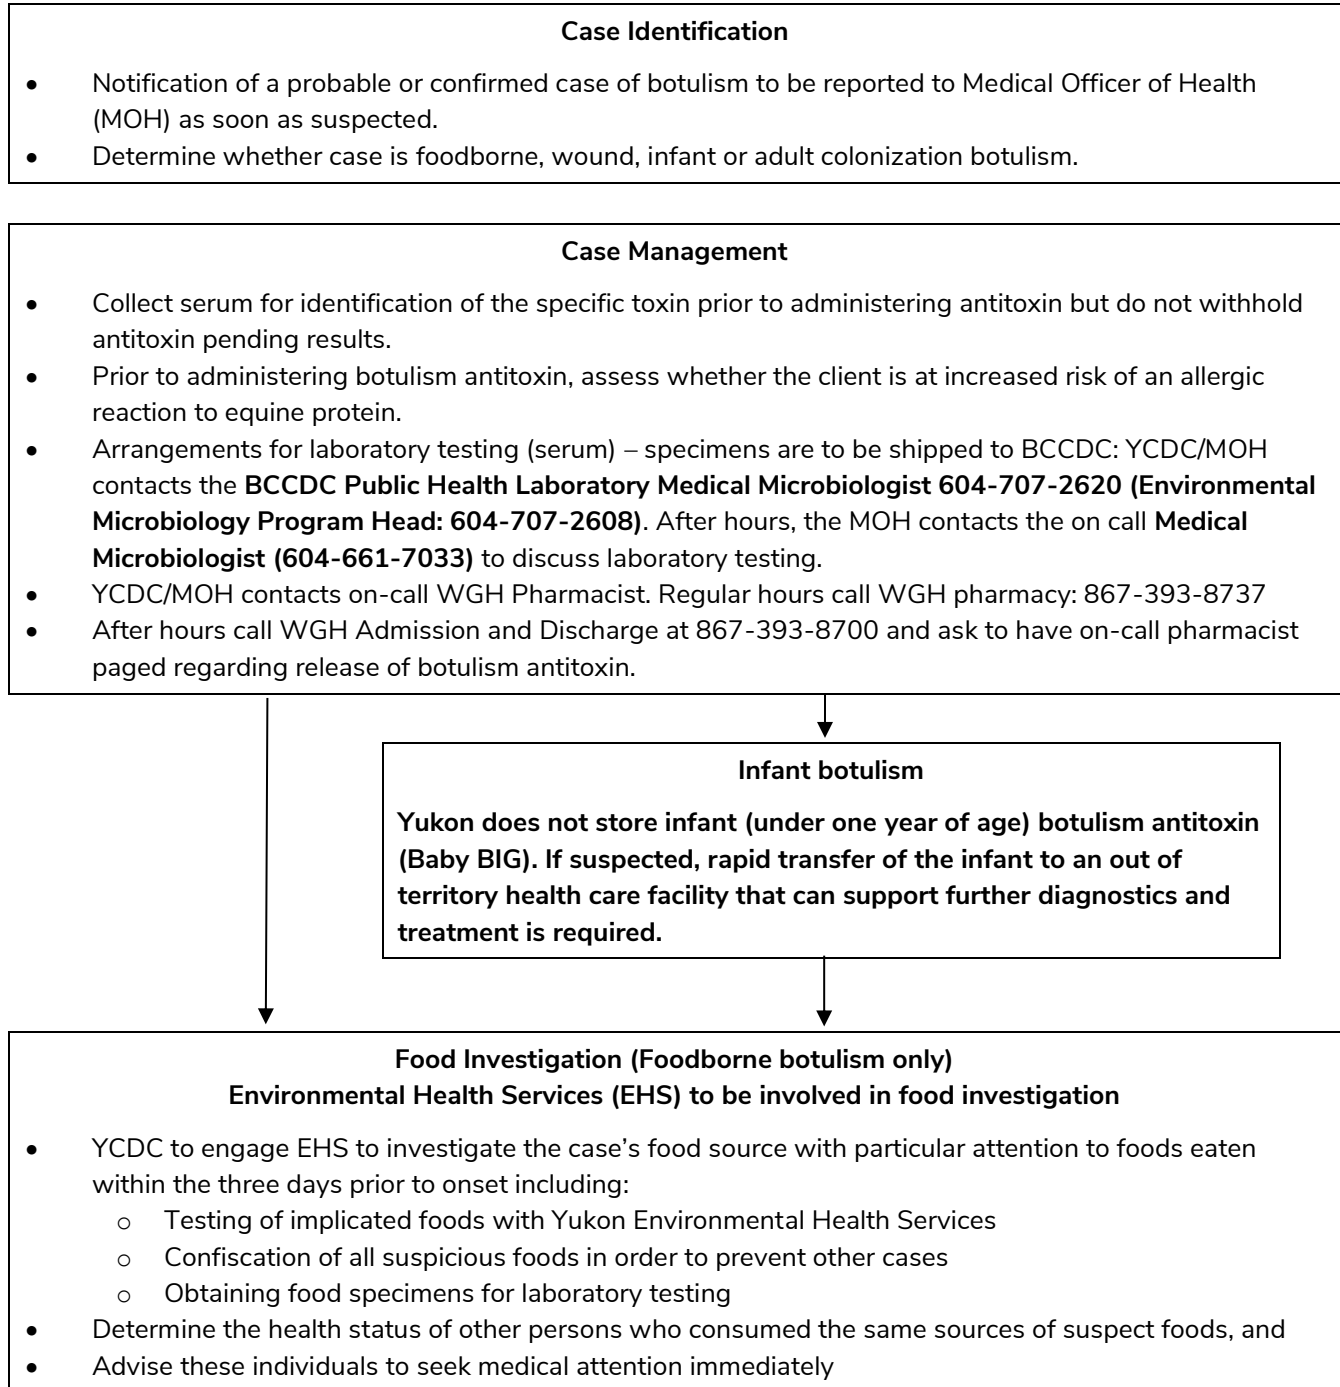 Case Identification
• Notification of a probable or confirmed case of botulism to be reported to Medical Officer of Health
(MOH) as soon as suspected.
• Determine whether case is foodborne, wound, infant or adult colonization botulism.
Case Management
• Collect serum for identification of the specific toxin prior to administering antitoxin but do not withhold
antitoxin pending results.
• Prior to administering botulism antitoxin, assess whether the client is at increased risk of an allergic
reaction to equine protein.
• Arrangements for laboratory testing (serum) – specimens are to be shipped to BCCDC: YCDC/MOH
contacts the BCCDC Public Health Laboratory Medical Microbiologist 604-707-2620 (Environmental
Microbiology Program Head: 604-707-2608). After hours, the MOH contacts the on call Medical
Microbiologist (604-661-7033) to discuss laboratory testing.
• YCDC/MOH contacts on-call WGH Pharmacist. Regular hours call WGH pharmacy: 867-393-8737
• After hours call WGH Admission and Discharge at 867-393-8700 and ask to have on-call pharmacist
paged regarding release of botulism antitoxin.
Infant botulism
Yukon does not store infant (under one year of age) botulism antitoxin
(Baby BIG). If suspected, rapid transfer of the infant to an out of
territory health care facility that can support further diagnostics and
treatment is required.
Food Investigation (Foodborne botulism only)
Environmental Health Services (EHS) to be involved in food investigation
• YCDC to engage EHS to investigate the case’s food source with particular attention to foods eaten
within the three days prior to onset including:
o Testing of implicated foods with Yukon Environmental Health Services
o Confiscation of all suspicious foods in order to prevent other cases
o Obtaining food specimens for laboratory testing
• Determine the health status of other persons who consumed the same sources of suspect foods, and
• Advise these individuals to seek medical attention immediately